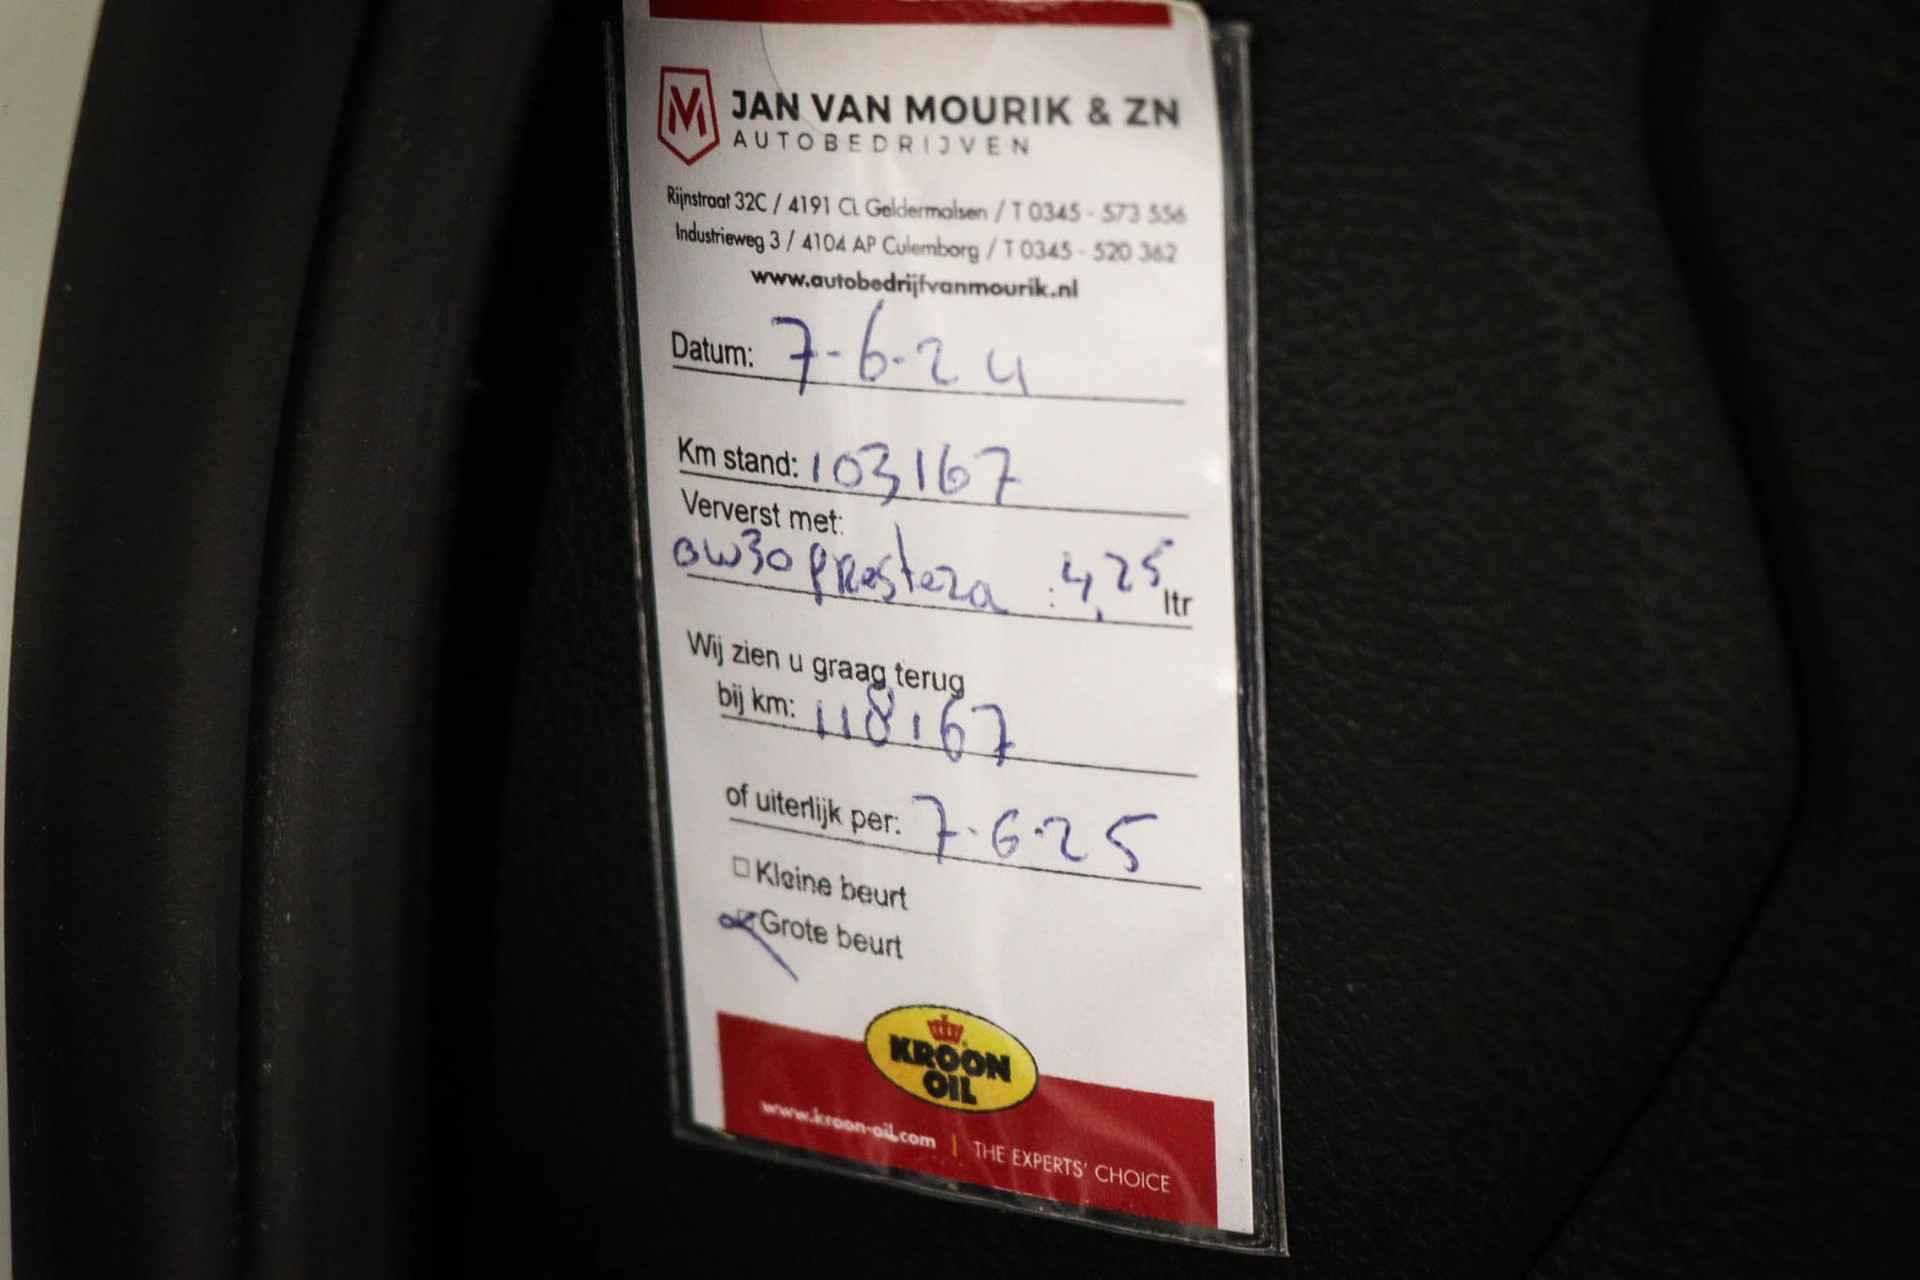 JAN VAN MOURIK & ZN
AUTOBEDRIJVEN
Rijnstraat 32C / 4191 CL Geldermalsen / T 0345 - 573 556
Industrieweg 3 / 4104 AP Culemborg / T 0345 - 520 362
www.autobedrijfvanmourik.nl
Datum: 7-6-24
Km stand: 103167
Ververst met:
0W30 presteza : 4,25 ltr
Wij zien u graag terug
bij km: 118167
of uiterlijk per: 7-6-25
Kleine beurt
Grote beurt
KROON
OIL
www.kroon-oil.com | THE EXPERTS' CHOICE